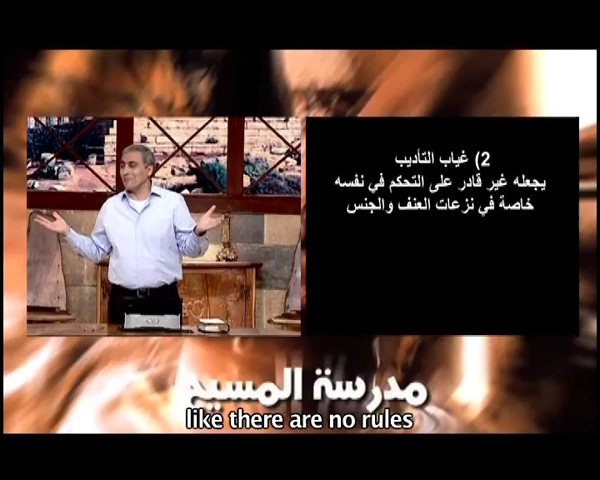 2) غياب التأديب
يجعله غير قادر على التحكم في نفسه
خاصة في نزعات العنف والجنس
مدرسة المسيح
like there are no rules